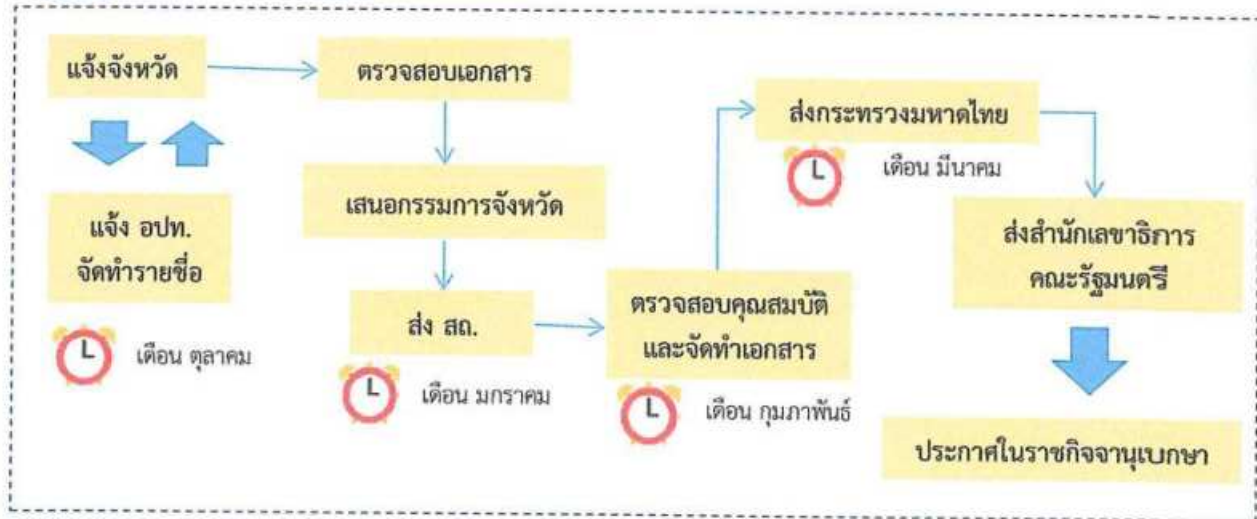 แจ้งจังหวัด
ตรวจสอบเอกสาร
ส่งกระทรวงมหาดไทย
เดือน มีนาคม
เสนอกรรมการจังหวัด
แจ้ง อปท.
จัดทำรายชื่อ
เดือน ตุลาคม
ส่ง สถ.
เดือน มกราคม
ตรวจสอบคุณสมบัติ
และจัดทำเอกสาร
เดือน กุมภาพันธ์
ส่งสำนักเลขาธิการ
คณะรัฐมนตรี
ประกาศในราชกิจจานุเบกษา